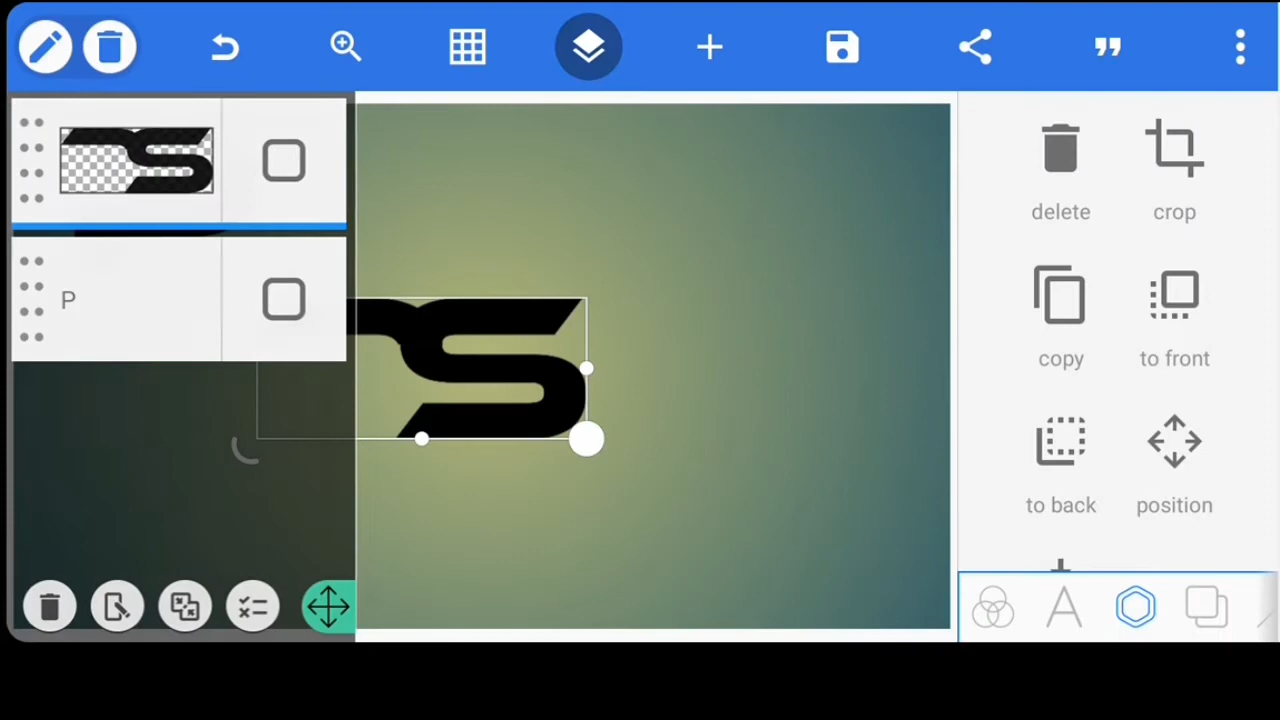 delete
crop
S
P
copy
to front
to back
position